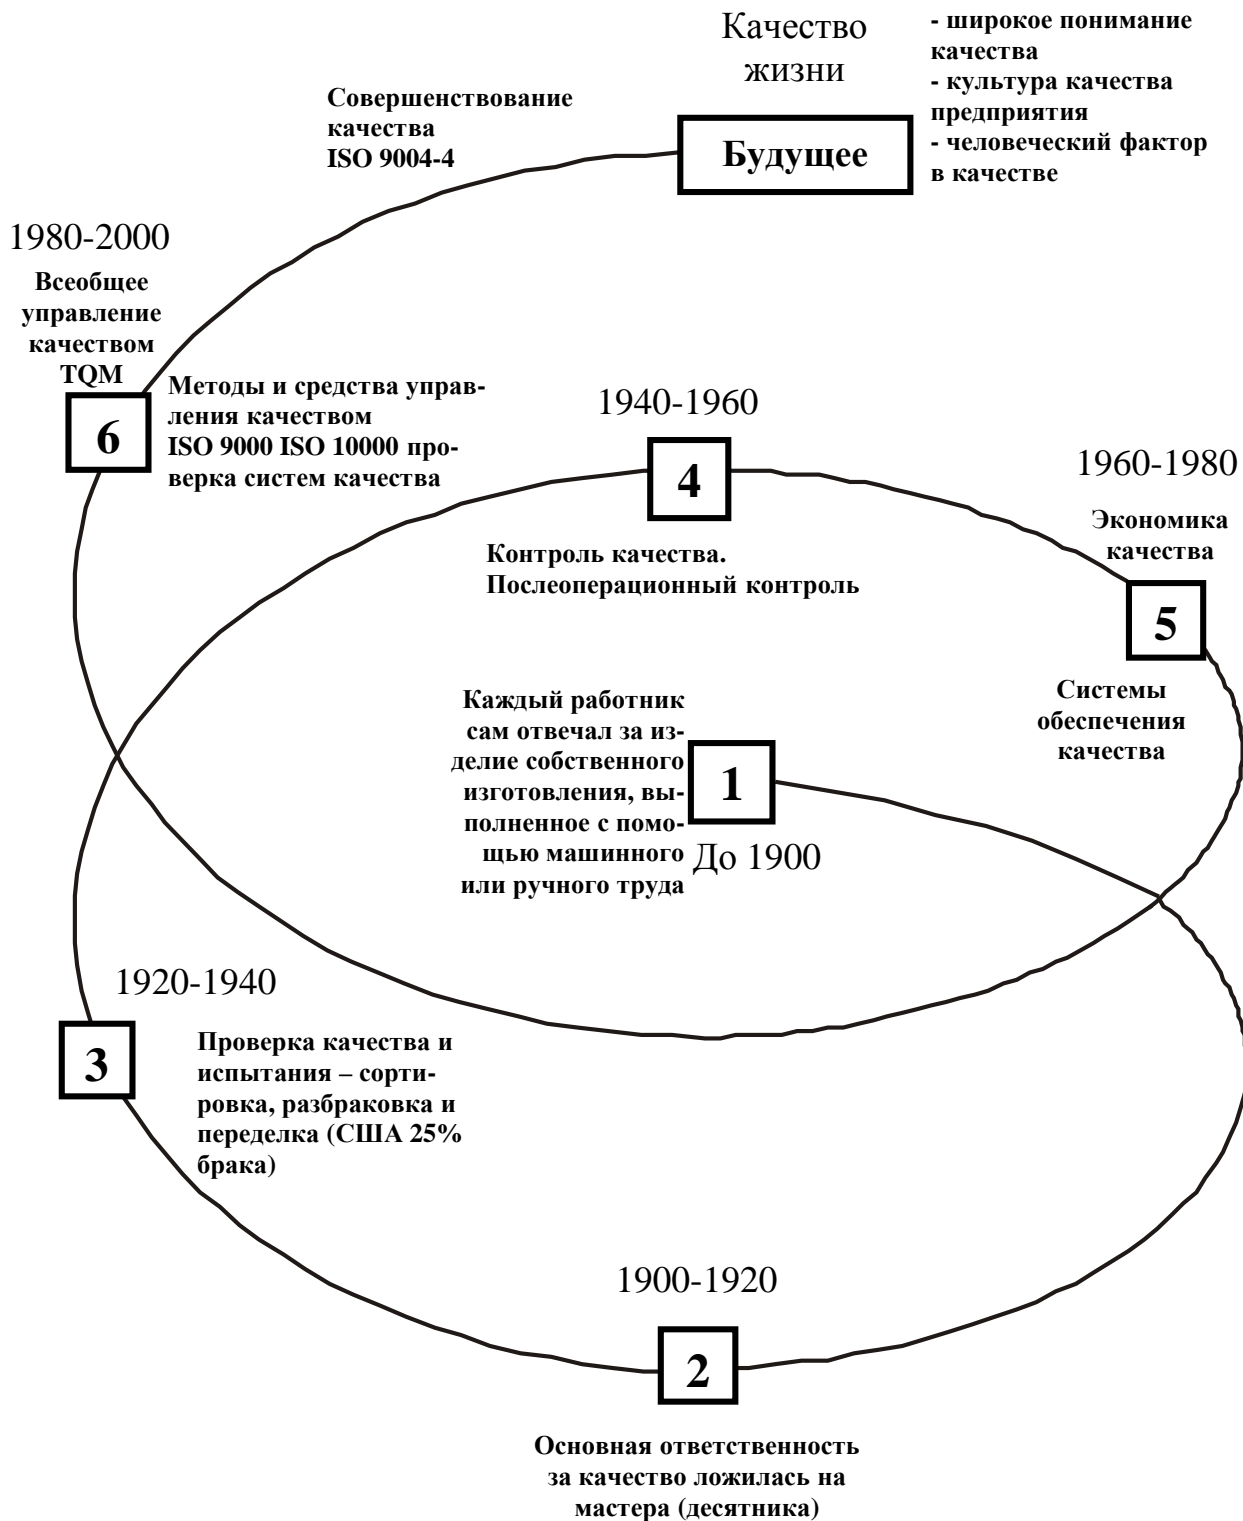 Качество
жизни
- широкое понимание
качества
- культура качества
предприятия
- человеческий фактор
в качестве
Будущее
Совершенствование
качества
ISO 9004-4
1980-2000
Всеобщее
управление
качеством
TQM
6
Методы и средства управ-
ления качеством
ISO 9000 ISO 10000 про-
верка систем качества
1940-1960
4
Контроль качества.
Послеоперационный контроль
1960-1980
Экономика
качества
5
Системы
обеспечения
качества
Каждый работник
сам отвечал за из-
делие собственного
изготовления, вы-
полненное с помо-
щью машинного
или ручного труда
1
До 1900
1920-1940
3
Проверка качества и
испытания – сорти-
ровка, разбраковка и
переделка (США 25%
брака)
1900-1920
2
Основная ответственность
за качество ложилась на
мастера (десятника)